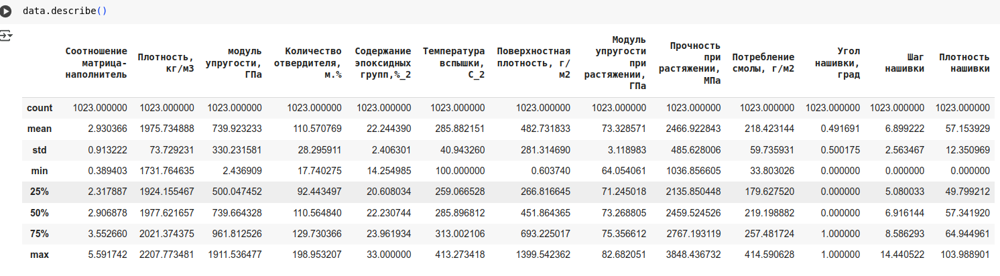 data.describe()
Соотношение матрица-наполнитель Плотность, кг/м3 модуль упругости, ГПа Количество отвердителя, м.% Содержание эпоксидных групп,%_2 Температура вспышки, С_2 Поверхностная плотность, г/м2 Модуль упругости при растяжении, ГПа Прочность при растяжении, МПа Потребление смолы, г/м2 Угол нашивки, град Шаг нашивки Плотность нашивки
count 1023.000000 1023.000000 1023.000000 1023.000000 1023.000000 1023.000000 1023.000000 1023.000000 1023.000000 1023.000000 1023.000000 1023.000000 1023.000000
mean 2.930366 1975.734888 739.923233 110.570769 22.244390 285.882151 482.731833 73.328571 2466.922843 218.423144 0.491691 6.899222 57.153929
std 0.913222 73.729231 330.231581 28.295911 2.406301 40.943260 281.314690 3.118983 485.628006 59.735931 0.500175 2.563467 12.350969
min 0.389403 1731.764635 2.436909 17.740275 14.254985 100.000000 0.603740 64.054061 1036.856605 33.803026 0.000000 0.000000 0.000000
25% 2.317887 1924.155467 500.047452 92.443497 20.608034 259.066528 266.816645 71.245018 2135.850448 179.627520 0.000000 5.080033 49.799212
50% 2.906878 1977.621657 739.664328 110.564840 22.230744 285.896812 451.864365 73.268805 2459.524526 219.198882 0.000000 6.916144 57.341920
75% 3.552660 2021.374375 961.812526 129.730366 23.961934 313.002106 693.225017 75.356612 2767.193119 257.481724 1.000000 8.586293 64.944961
max 5.591742 2207.773481 1911.536477 198.953207 33.000000 413.273418 1399.542362 82.682051 3848.436732 414.590628 1.000000 14.440522 103.988901